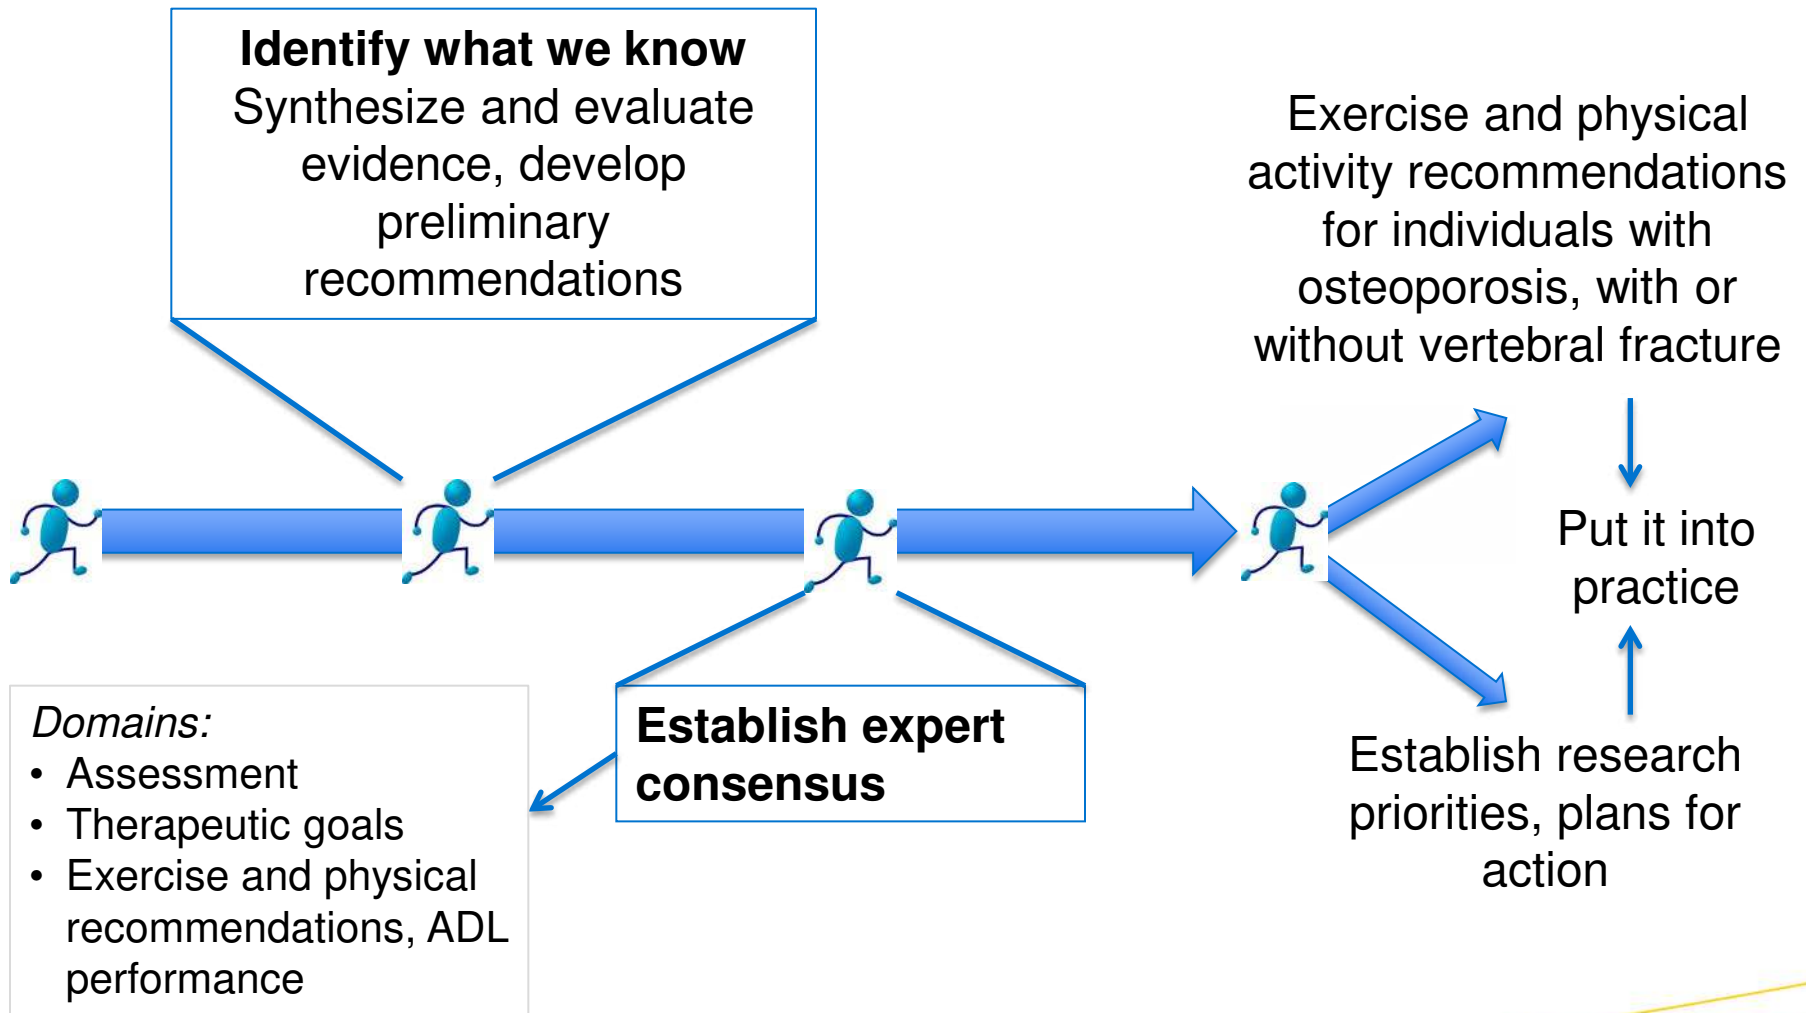 Identify what we know
Synthesize and evaluate
evidence, develop
preliminary
recommendations
Exercise and physical
activity recommendations
for individuals with
osteoporosis, with or
without vertebral fracture
Put it into
practice
Establish research
priorities, plans for
action
Establish expert
consensus
Domains:
• Assessment
• Therapeutic goals
• Exercise and physical
recommendations, ADL
performance